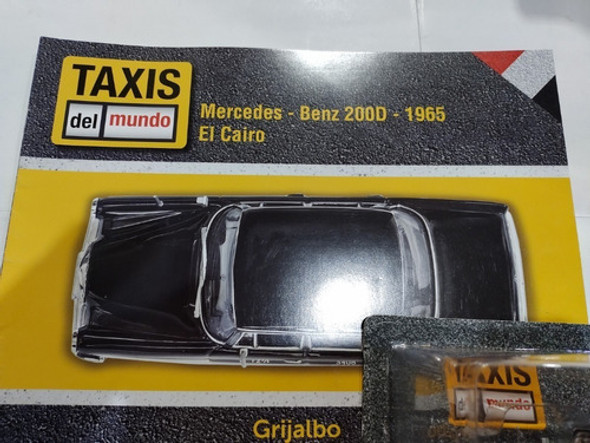 TAXIS
del mundo
Mercedes - Benz 200D - 1965
El Cairo
TAXIS
mundo
Grijalbo